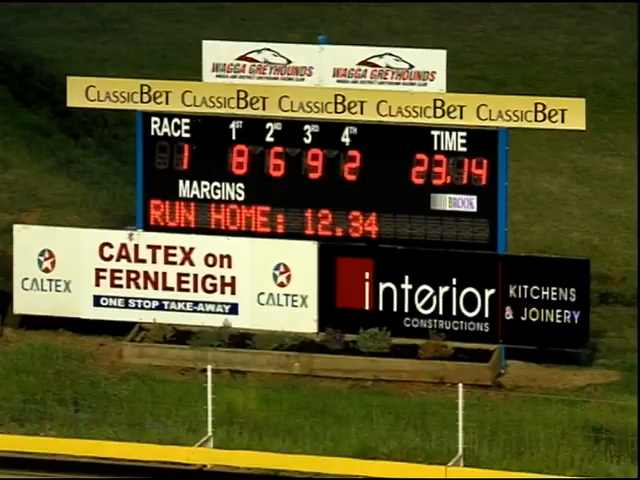 WAGGA GREYHOUNDS WAGGA GREYHOUNDS
CLASSICBET CLASSICBET CLASSICBET CLASSICBET CLASSICBET
RACE 1ST 2ND 3RD 4TH TIME
1 8 6 9 2 23.14
MARGINS BROOK
RUN HOME: 12.34
CALTEX
CALTEX on
FERNLEIGH
ONE STOP TAKE-AWAY
CALTEX
interior
CONSTRUCTIONS
KITCHENS
& JOINERY